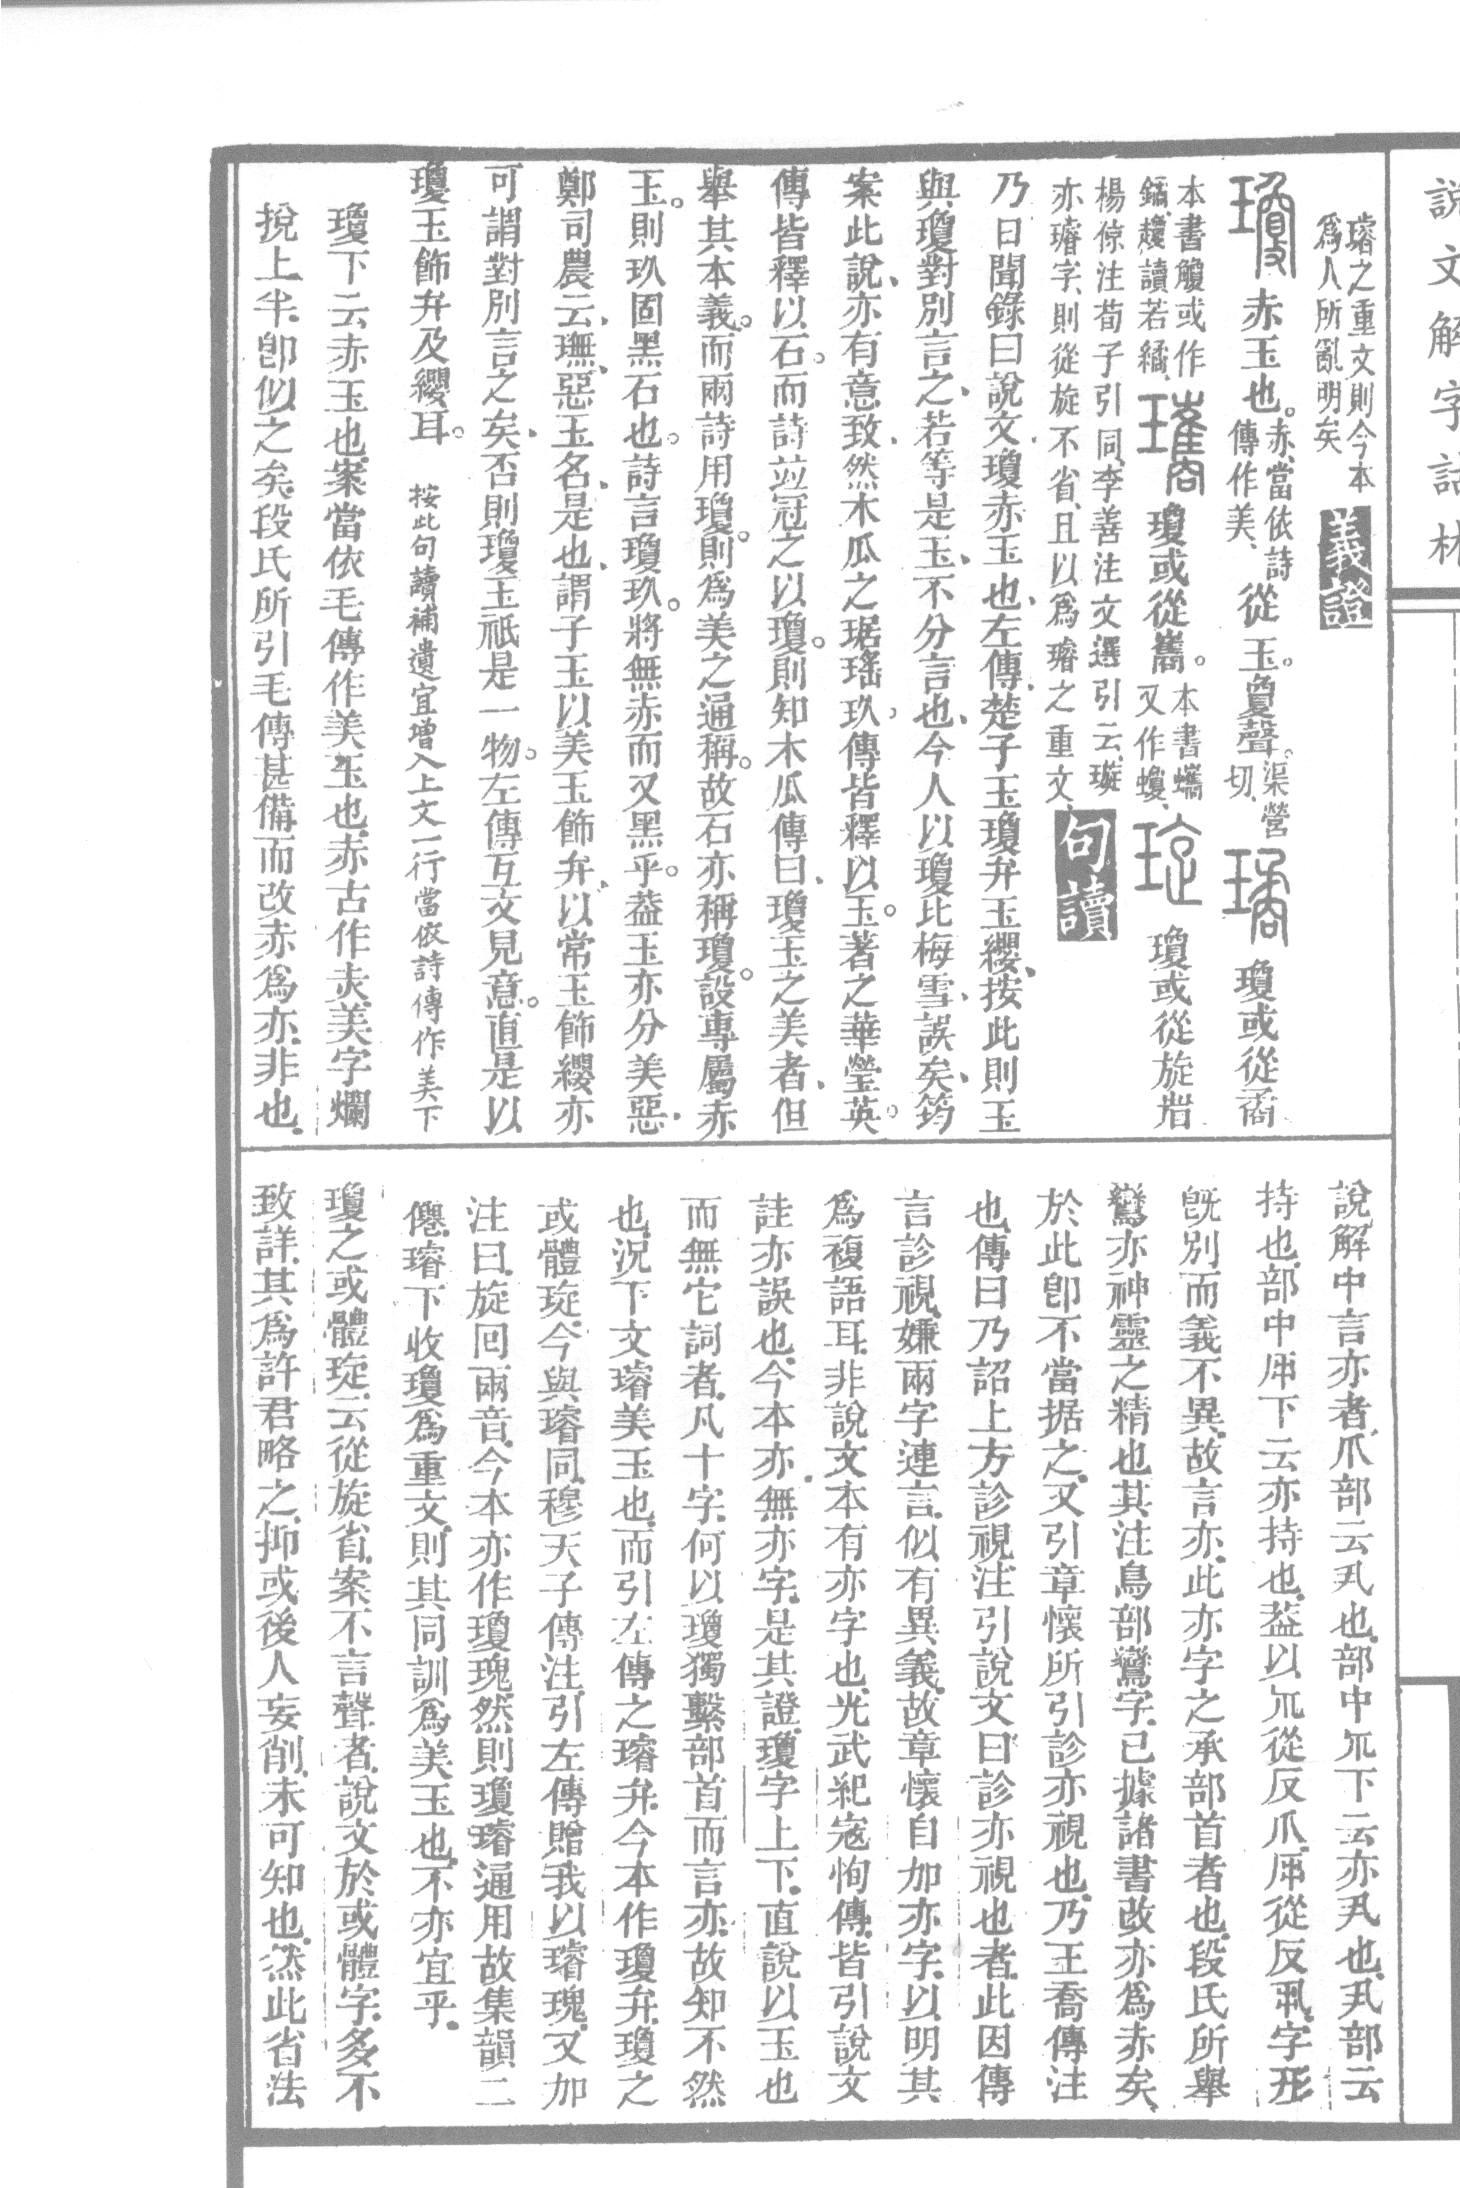 說文解字詁林
璿之重文則今本
爲人所亂明矣
義證
瓊 赤玉也
赤當依詩
傳作美
從玉夐聲
渠營
切
璚 瓊或從矞
本書觼或作
鐍䠯讀若繘
瓗 瓊或從巂
本書蠵
又作蠵
琁 瓊或從旋省
楊倞注荀子引同李善注文選引云璇
亦璿字則從旋不省且以爲璿之重文
句讀
乃曰聞錄曰說文瓊赤玉也左傳楚子玉瓊弁玉纓按此則玉
與瓊對別言之若等是玉不分言也今人以瓊比梅雪誤矣筠
案此說亦有意致然木瓜之琚瑤玖傳皆釋以玉著之華瑩英
傳皆釋以石而詩竝冠之以瓊則知木瓜傳曰瓊玉之美者但
舉其本義而兩詩用瓊則爲美之通稱故石亦稱瓊設專屬赤
玉則玖固黑石也詩言瓊玖將無赤而又黑乎葢玉亦分美惡
鄭司農云璑惡玉名是也謂子玉以美玉飾弁以常玉飾纓亦
可謂對別言之矣否則瓊玉祇是一物左傳互文見意直是以
瓊玉飾弁及纓耳 按此句讀補遺宜增入上文一行當依詩傳作美下
瓊下云赤玉也案當依毛傳作美玉也赤古作灻美字爛
挩上半卽似之矣段氏所引毛傳甚備而改赤爲亦非也
說解中言亦者爪部云丮也部中爪下云亦丮也丮部云
持也部中𠃨下云亦持也葢以爪從反爪𠃨從反丮字形
旣別而義不異故言亦此亦字之承部首者也段氏所舉
鸞亦神靈之精也其注鳥部鸞字已據諸書改亦爲赤矣
於此卽不當据之又引章懷所引診亦視也乃王喬傳注
也傳曰乃詔上方診視注引說文曰診亦視也者此因傳
言診視嫌兩字連言似有異義故章懷自加亦字以明其
爲複語耳非說文本有亦字也光武紀寇恂傳皆引說文
註亦誤也今本亦無亦字是其證瓊字上下直說以玉也
而無它詞者凡十字何以瓊獨繫部首而言亦故知不然
也況下文璿美玉也而引左傳之璿弁今本作瓊弁瓊之
或體琁今與璿同穆天子傳注引左傳贈我以璿瑰又加
注曰旋回兩音今本亦作瓊瑰然則瓊璿通用故集韻二
僊璿下收瓊爲重文則其同訓爲美玉也不亦宜乎
瓊之或體琁云從旋省案不言聲者說文於或體字多不
致詳其爲許君略之抑或後人妄削未可知也然此省法